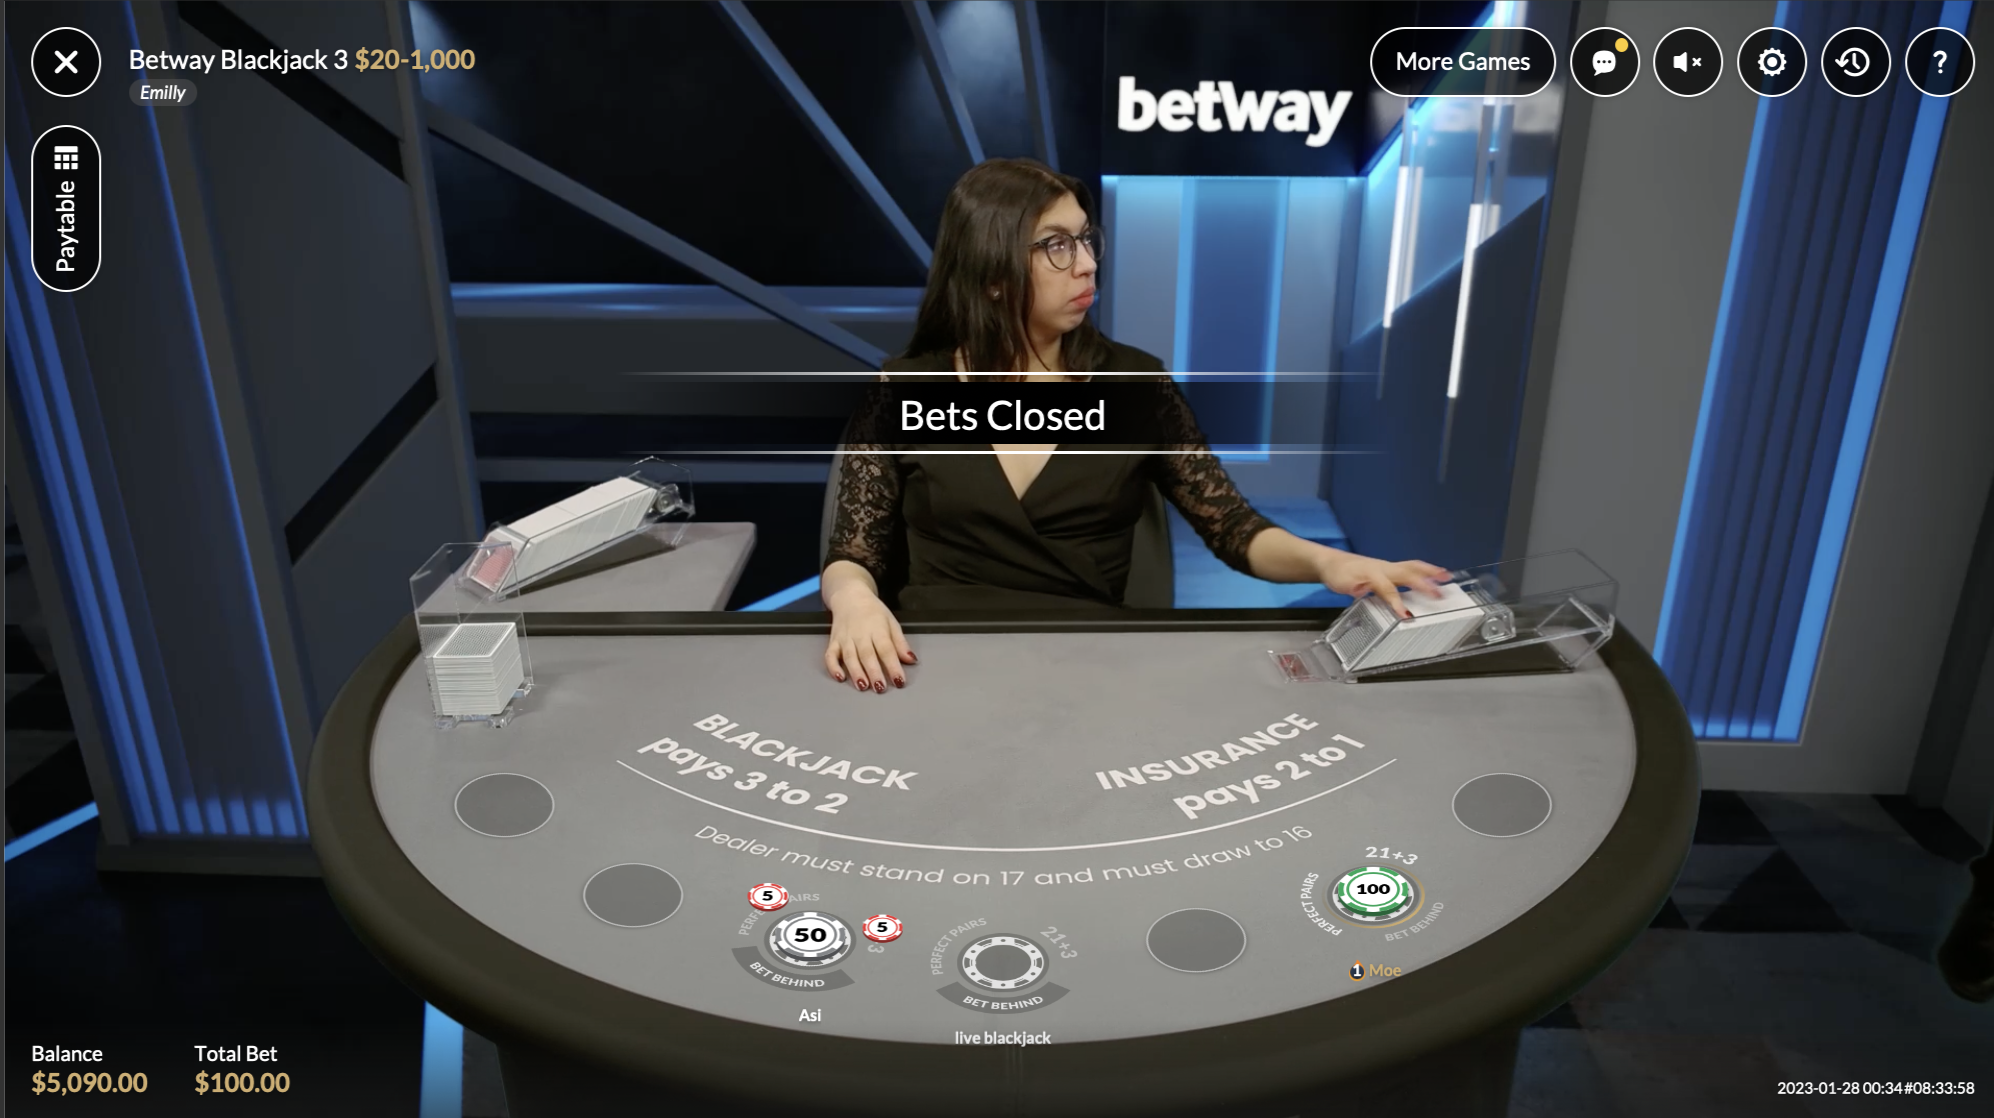 Betway Blackjack 3 $20-1,000
Emilly
More Games
?
Paytable
betway
Bets Closed
BLACKJACK
pays 3 to 2
INSURANCE
pays 2 to 1
Dealer must stand on 17 and must draw to 16
5
50
5
BET BEHIND
Asi
PERFECT PAIRS
21+3
BET BEHIND
live blackjack
21+3
PERFECT PAIRS
100
BET BEHIND
1 Moe
Balance
$5,090.00
Total Bet
$100.00
2023-01-28 00:34#08:33:58